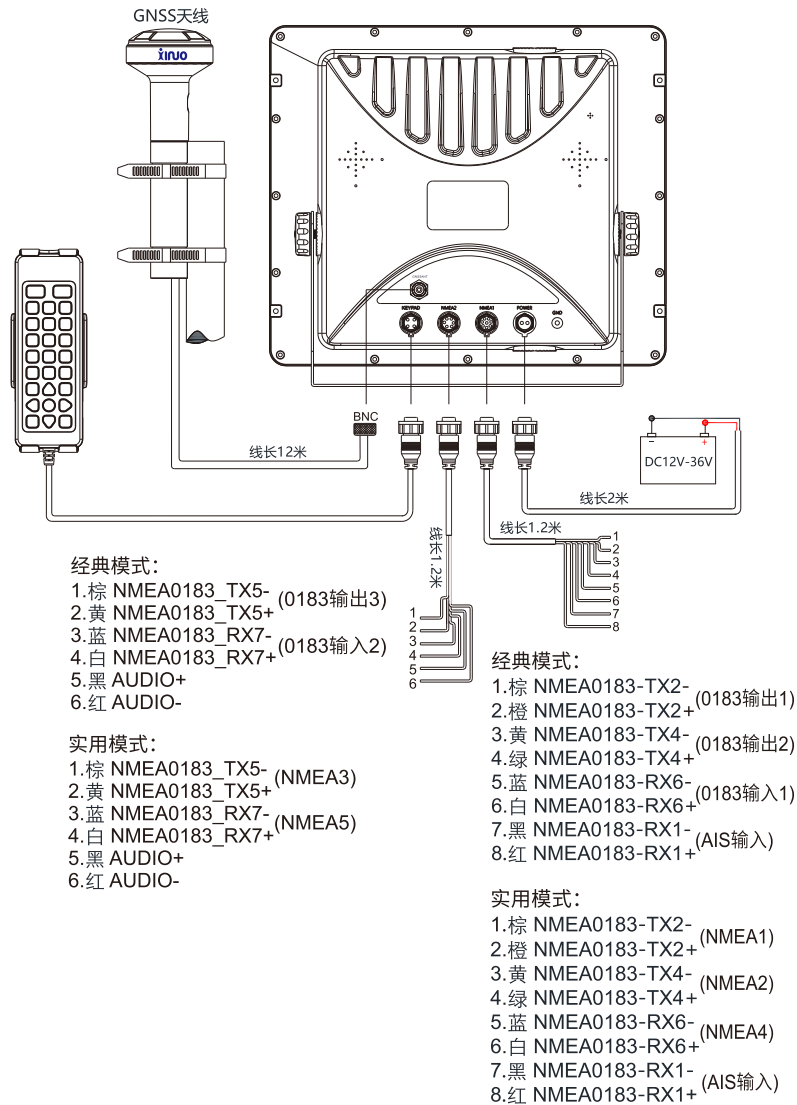 GNSS天线
XINUO
KEYPAD
NMEA2
NMEA1
POWER
GND
BNC
线长12米
DC12V-36V
- +
线长2米
线长1.2米
线长1.2米
1
2
3
4
5
6
7
8
1
2
3
4
5
6
经典模式：
1.棕 NMEA0183_TX5-
2.黄 NMEA0183_TX5+
(0183输出3)
3.蓝 NMEA0183_RX7-
4.白 NMEA0183_RX7+
(0183输入2)
5.黑 AUDIO+
6.红 AUDIO-
实用模式：
1.棕 NMEA0183_TX5-
2.黄 NMEA0183_TX5+
(NMEA3)
3.蓝 NMEA0183_RX7-
4.白 NMEA0183_RX7+
(NMEA5)
5.黑 AUDIO+
6.红 AUDIO-
经典模式：
1.棕 NMEA0183-TX2-
2.橙 NMEA0183-TX2+
(0183输出1)
3.黄 NMEA0183-TX4-
4.绿 NMEA0183-TX4+
(0183输出2)
5.蓝 NMEA0183-RX6-
6.白 NMEA0183-RX6+
(0183输入1)
7.黑 NMEA0183-RX1-
8.红 NMEA0183-RX1+
(AIS输入)
实用模式：
1.棕 NMEA0183-TX2-
2.橙 NMEA0183-TX2+
(NMEA1)
3.黄 NMEA0183-TX4-
4.绿 NMEA0183-TX4+
(NMEA2)
5.蓝 NMEA0183-RX6-
6.白 NMEA0183-RX6+
(NMEA4)
7.黑 NMEA0183-RX1-
8.红 NMEA0183-RX1+
(AIS输入)